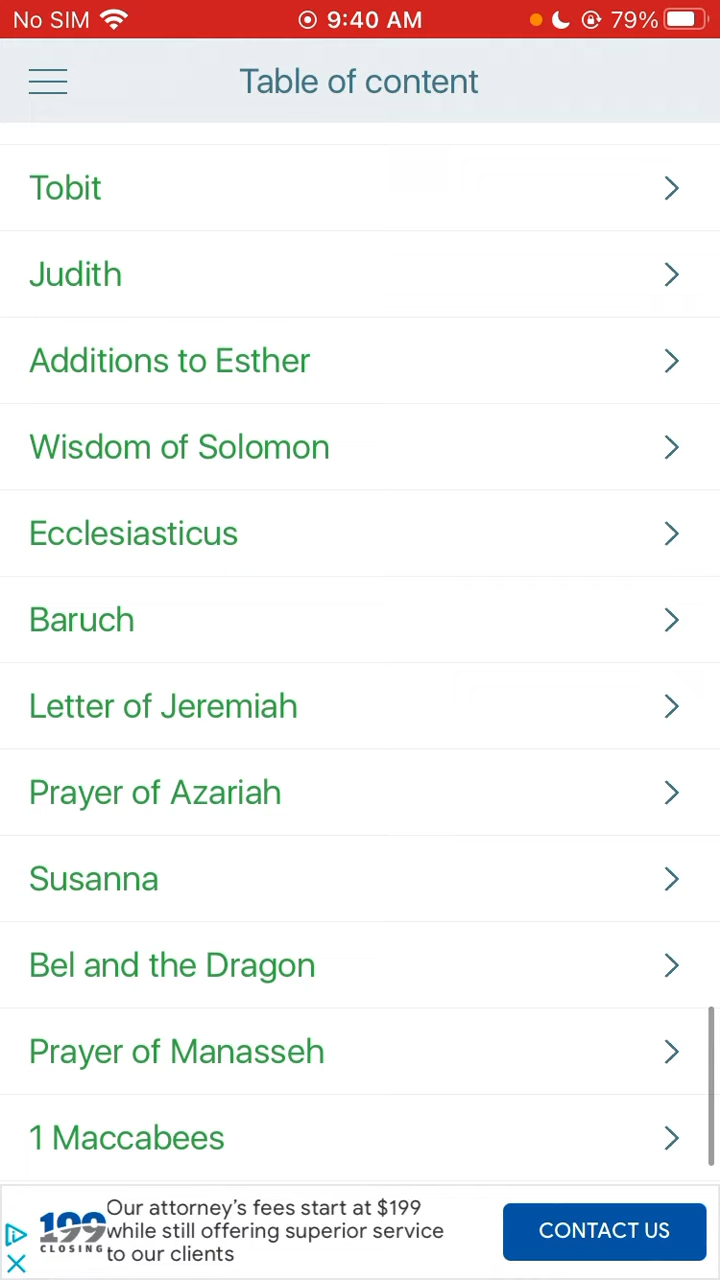 No SIM 9:40 AM 79%
Table of content
Tobit
Judith
Additions to Esther
Wisdom of Solomon
Ecclesiasticus
Baruch
Letter of Jeremiah
Prayer of Azariah
Susanna
Bel and the Dragon
Prayer of Manasseh
1 Maccabees
199
CLOSING
Our attorney's fees start at $199
while still offering superior service
to our clients
CONTACT US